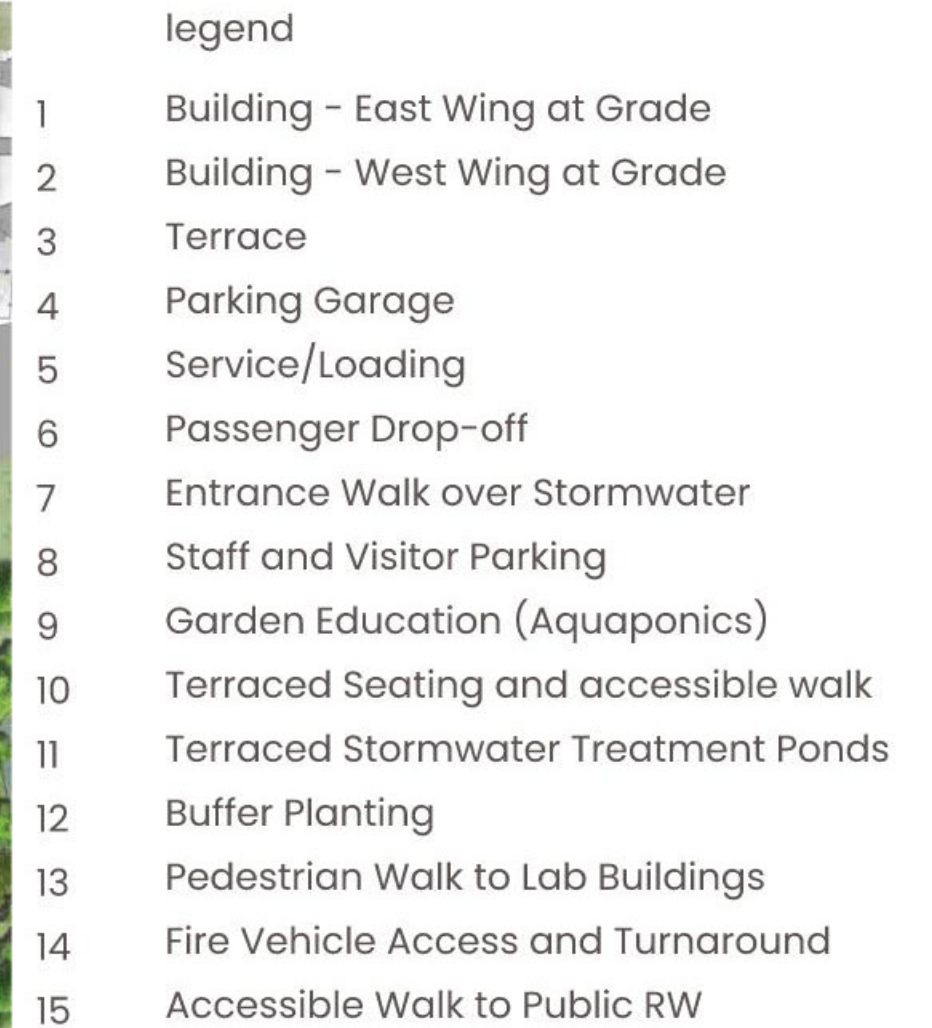 legend
1 Building - East Wing at Grade
2 Building - West Wing at Grade
3 Terrace
4 Parking Garage
5 Service/Loading
6 Passenger Drop-off
7 Entrance Walk over Stormwater
8 Staff and Visitor Parking
9 Garden Education (Aquaponics)
10 Terraced Seating and accessible walk
11 Terraced Stormwater Treatment Ponds
12 Buffer Planting
13 Pedestrian Walk to Lab Buildings
14 Fire Vehicle Access and Turnaround
15 Accessible Walk to Public RW